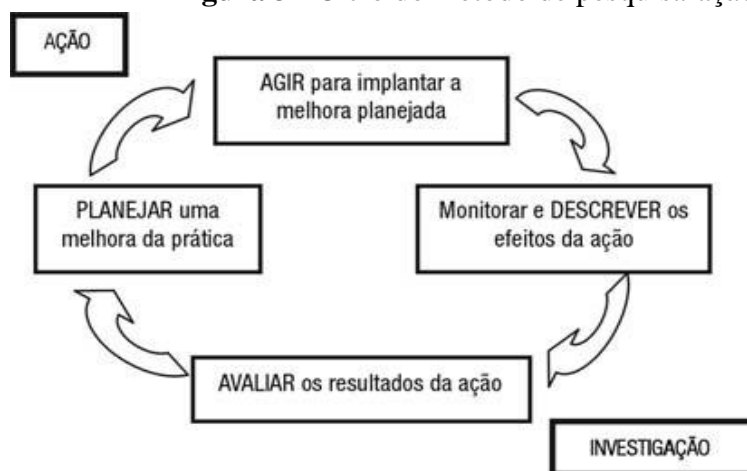 AÇÃO
AGIR para implantar a
melhora planejada
PLANEJAR uma
melhora da prática
Monitorar e DESCREVER os
efeitos da ação
AVALIAR os resultados da ação
INVESTIGAÇÃO